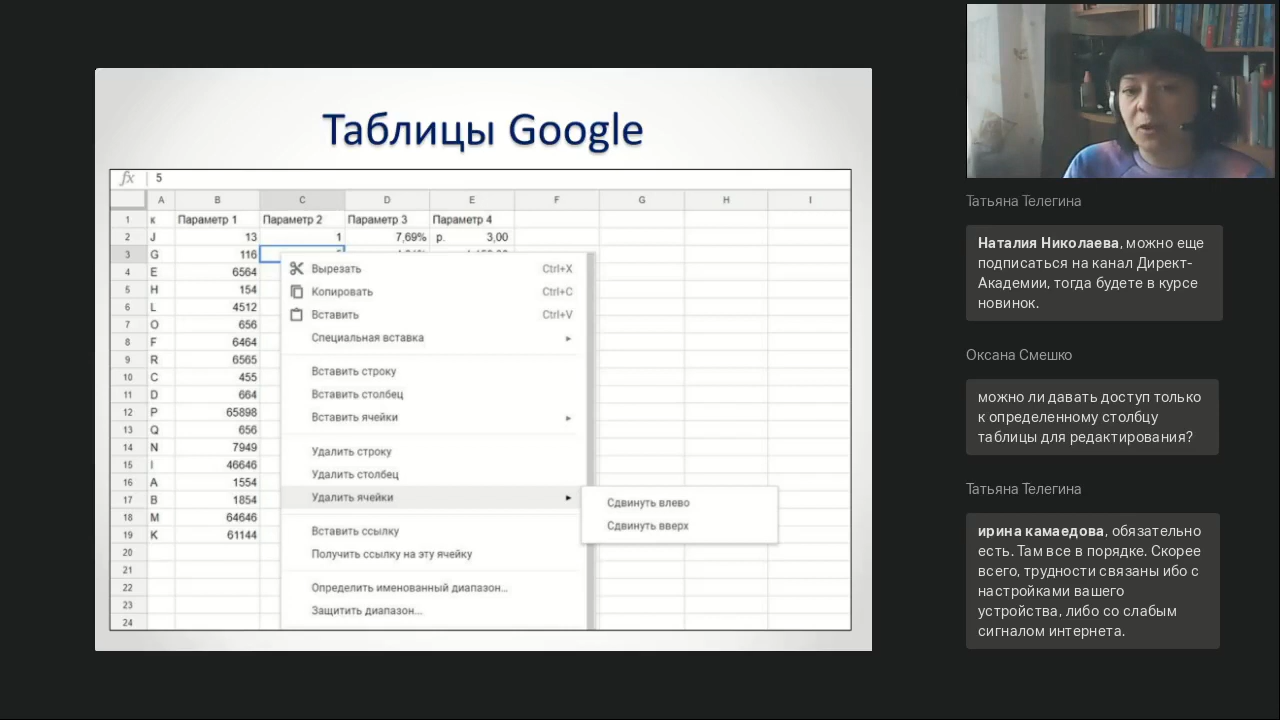 Таблицы Google
fx 5
A B C D E F G H I
1 к Параметр 1 Параметр 2 Параметр 3 Параметр 4
2 J 13 1 7,69% р. 3,00
3 G 116
4 E 6564
5 H 154
6 L 4512
7 O 656
8 F 6464
9 R 6565
10 C 455
11 D 664
12 P 65898
13 Q 656
14 N 7949
15 I 46646
16 A 1554
17 B 1854
18 M 64646
19 K 61144
20
21
22
23
24
Вырезать Ctrl+X
Копировать Ctrl+C
Вставить Ctrl+V
Специальная вставка
Вставить строку
Вставить столбец
Вставить ячейки
Удалить строку
Удалить столбец
Удалить ячейки
Сдвинуть влево
Сдвинуть вверх
Вставить ссылку
Получить ссылку на эту ячейку
Определить именованный диапазон...
Защитить диапазон...
Татьяна Телегина
Наталия Николаева, можно еще
подписаться на канал Директ-
Академии, тогда будете в курсе
новинок.
Оксана Смешко
можно ли давать доступ только
к определенному столбцу
таблицы для редактирования?
Татьяна Телегина
ирина камаедова, обязательно
есть. Там все в порядке. Скорее
всего, трудности связаны ибо с
настройками вашего
устройства, либо со слабым
сигналом интернета.